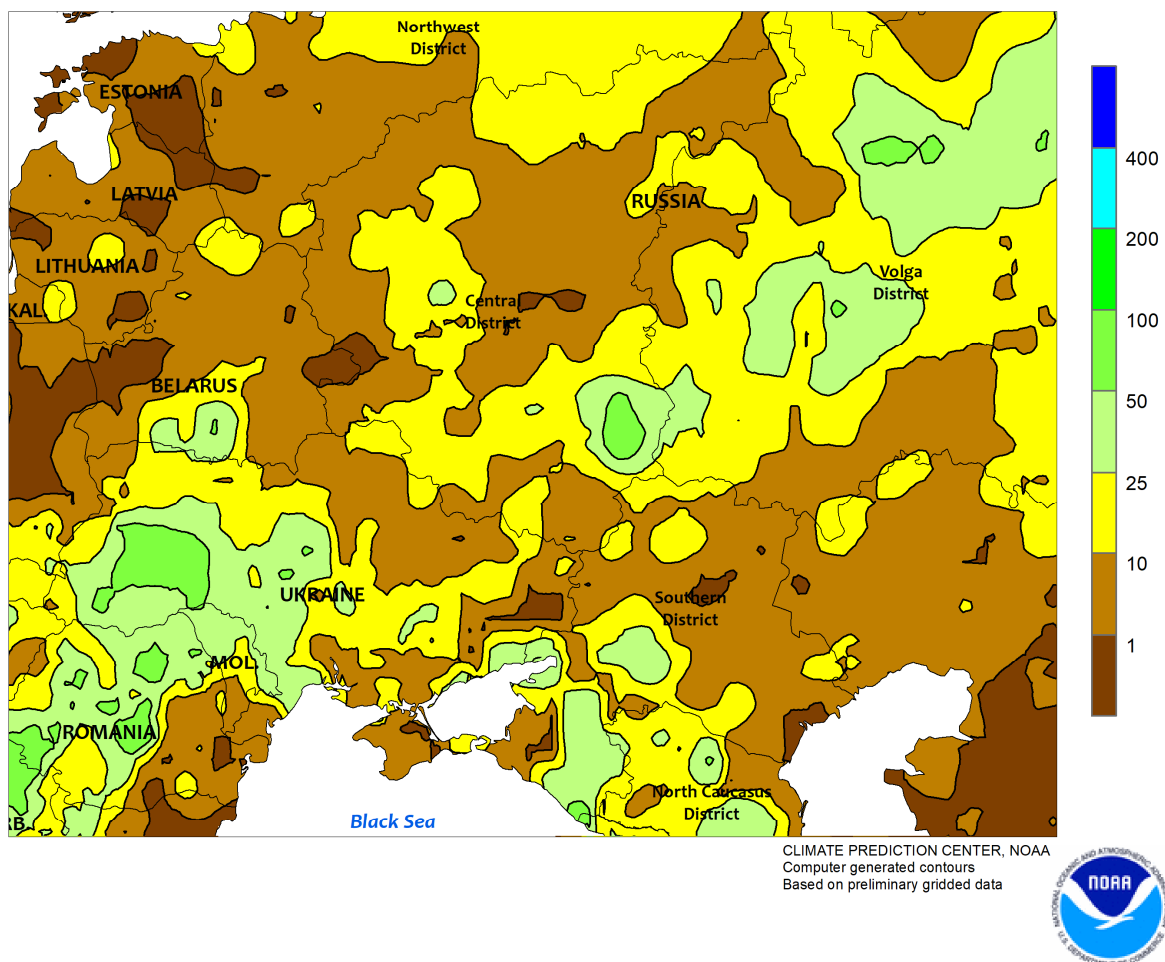 Northwest
District
ESTONIA
LATVIA
RUSSIA
LITHUANIA
KAL.
Volga
District
Central
District
BELARUS
UKRAINE
Southern
District
MOL.
ROMANIA
North Caucasus
District
RB.
Black Sea
400
200
100
50
25
10
1
CLIMATE PREDICTION CENTER, NOAA
Computer generated contours
Based on preliminary gridded data
NOAA